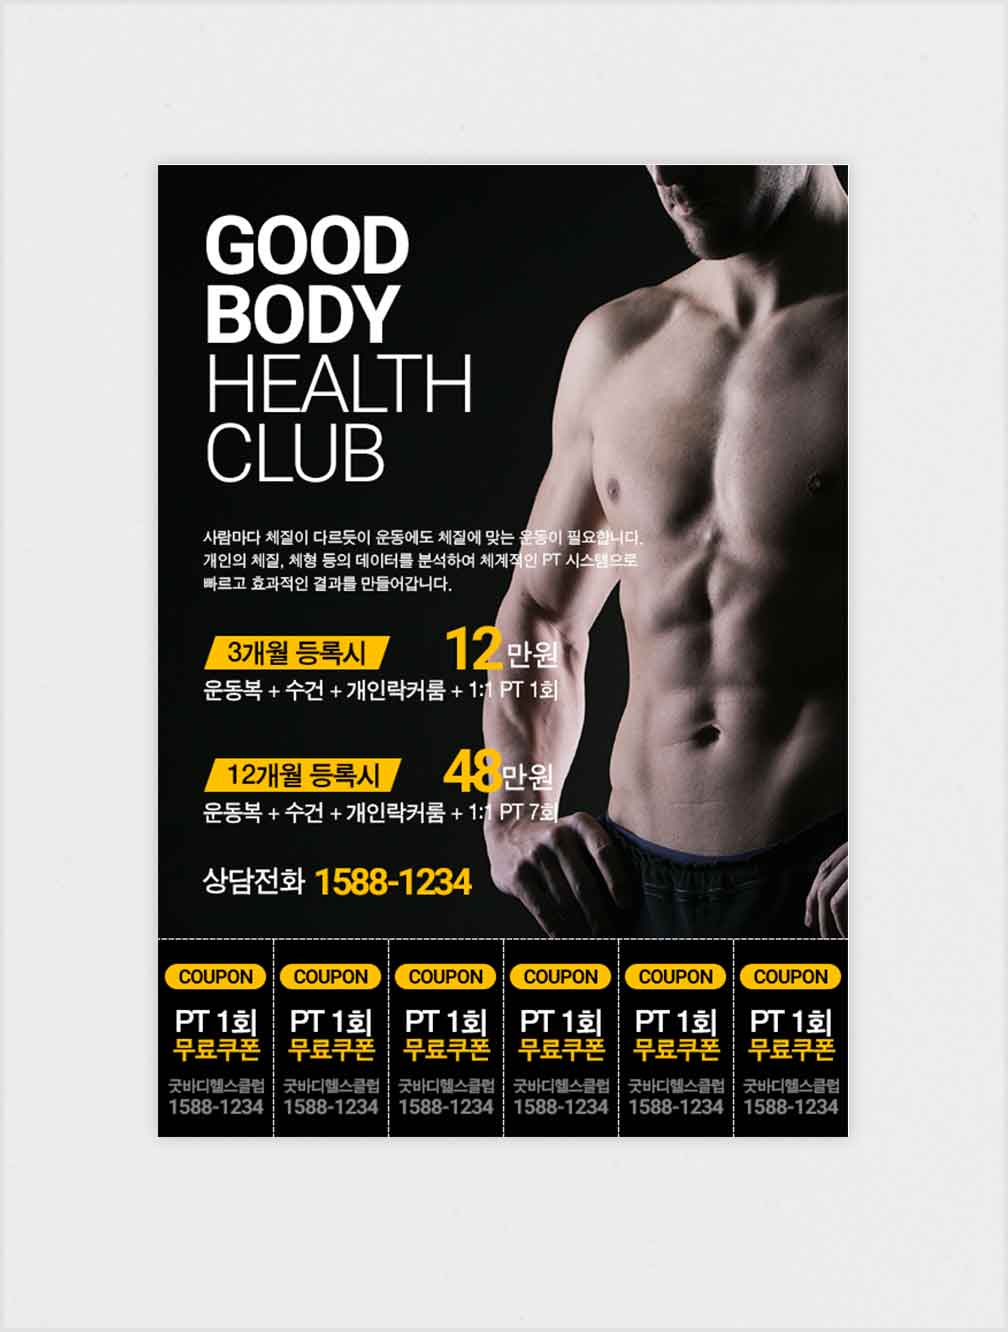 GOOD
BODY
HEALTH
CLUB
사람마다 체질이 다르듯이 운동에도 체질에 맞는 운동이 필요합니다.
개인의 체질, 체형 등의 데이터를 분석하여 체계적인 PT 시스템으로
빠르고 효과적인 결과를 만들어갑니다.
3개월 등록시 12만원
운동복 + 수건 + 개인락커룸 + 1:1 PT 1회
12개월 등록시 48만원
운동복 + 수건 + 개인락커룸 + 1:1 PT 7회
상담전화 1588-1234
COUPON COUPON COUPON COUPON COUPON COUPON
PT 1회 PT 1회 PT 1회 PT 1회 PT 1회 PT 1회
무료쿠폰 무료쿠폰 무료쿠폰 무료쿠폰 무료쿠폰 무료쿠폰
굿바디헬스클럽 굿바디헬스클럽 굿바디헬스클럽 굿바디헬스클럽 굿바디헬스클럽 굿바디헬스클럽
1588-1234 1588-1234 1588-1234 1588-1234 1588-1234 1588-1234